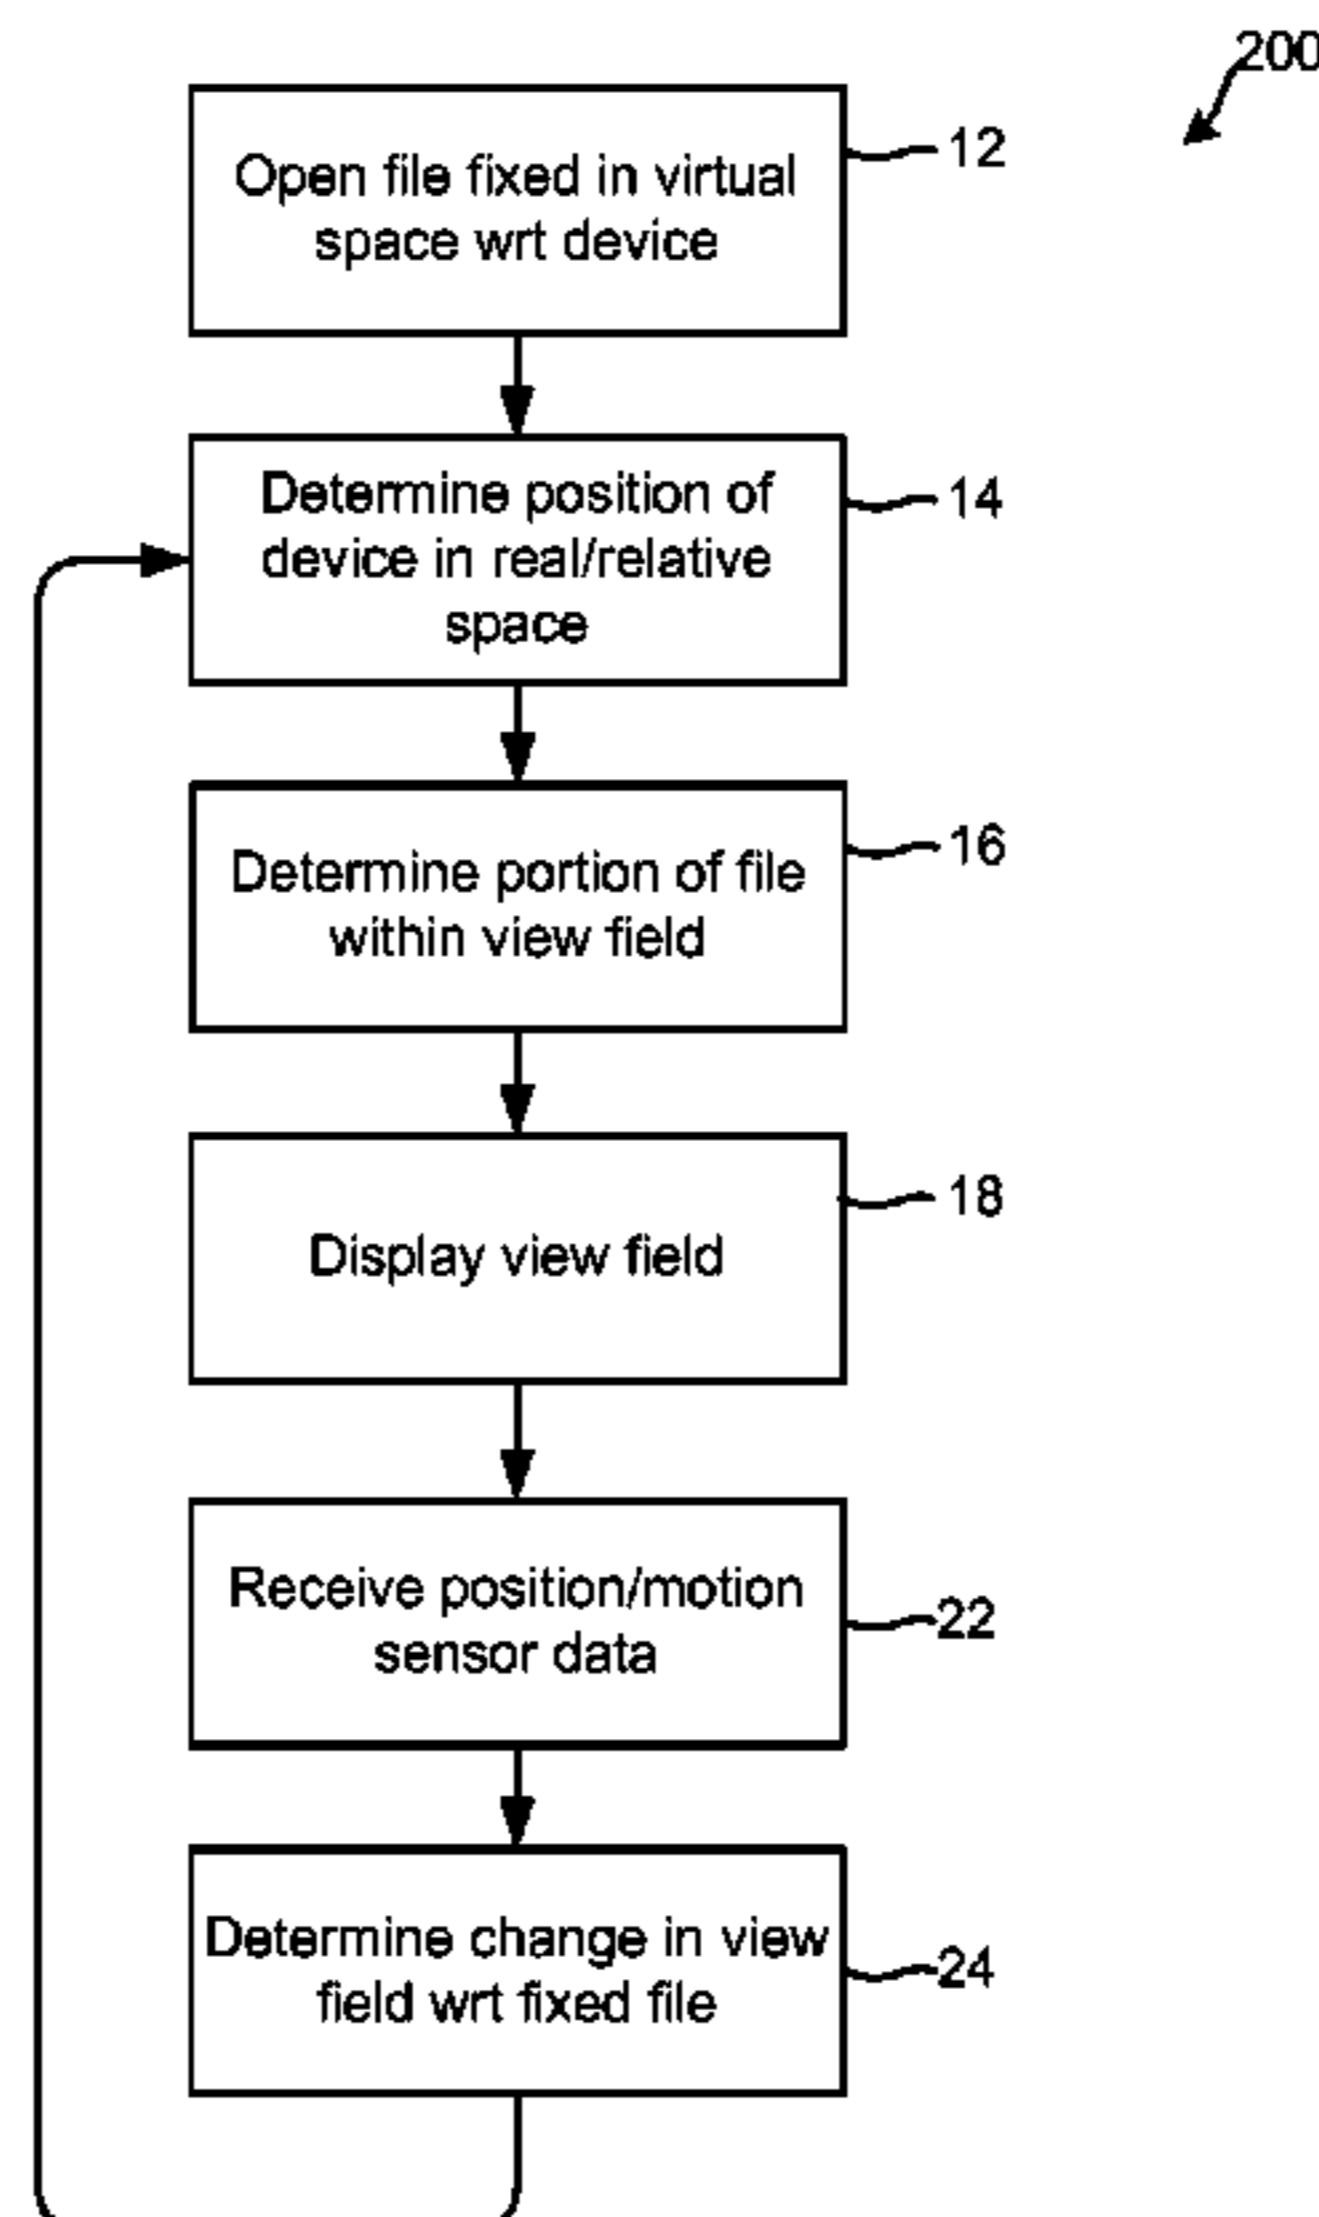 200
Open file fixed in virtual
space wrt device
12
Determine position of
device in real/relative
space
14
Determine portion of file
within view field
16
Display view field
18
Receive position/motion
sensor data
22
Determine change in view
field wrt fixed file
24